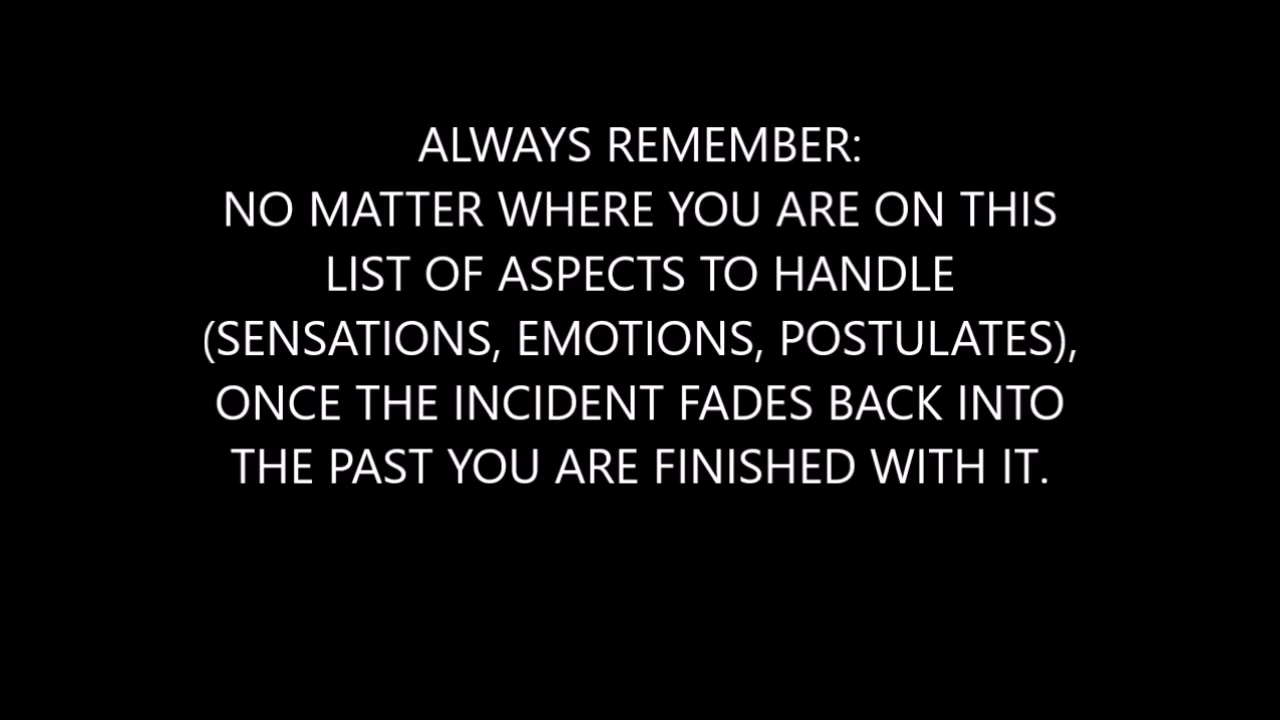 ALWAYS REMEMBER:
NO MATTER WHERE YOU ARE ON THIS
LIST OF ASPECTS TO HANDLE
(SENSATIONS, EMOTIONS, POSTULATES),
ONCE THE INCIDENT FADES BACK INTO
THE PAST YOU ARE FINISHED WITH IT.